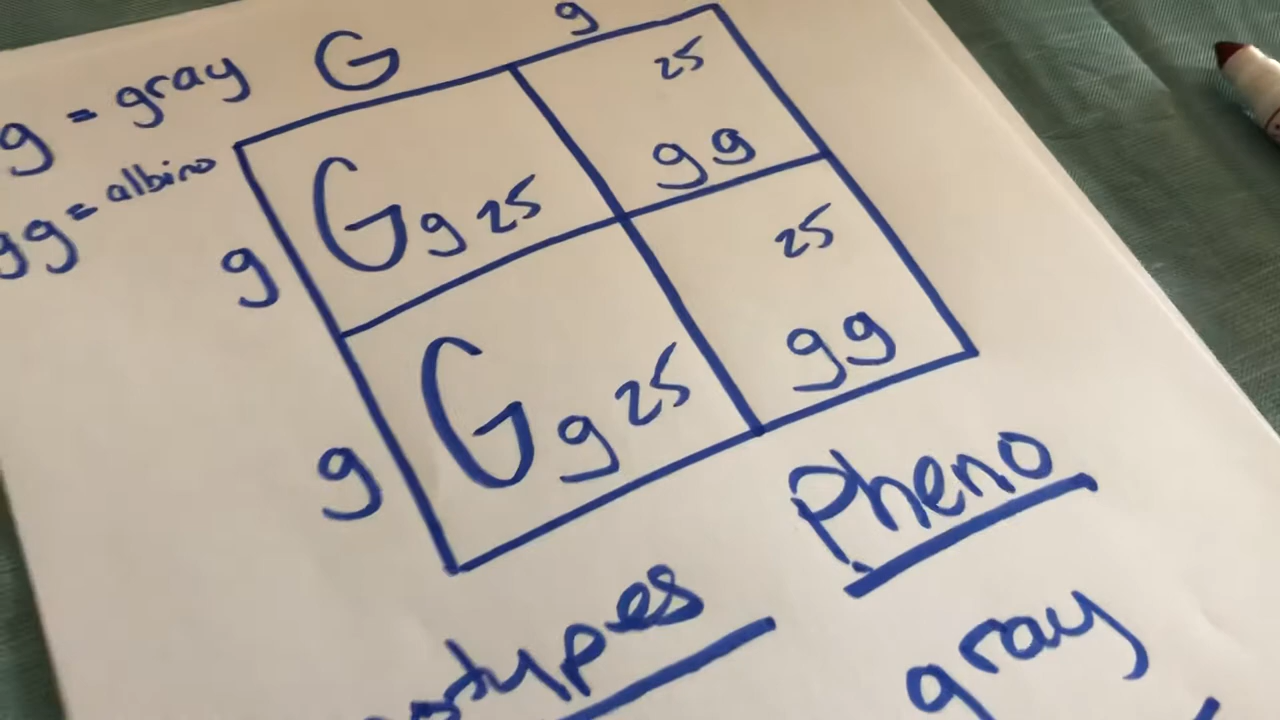 g = gray G g
gg = albino
Gg 25 25 gg
g
Gg 25 25 gg
g
Pheno
gray